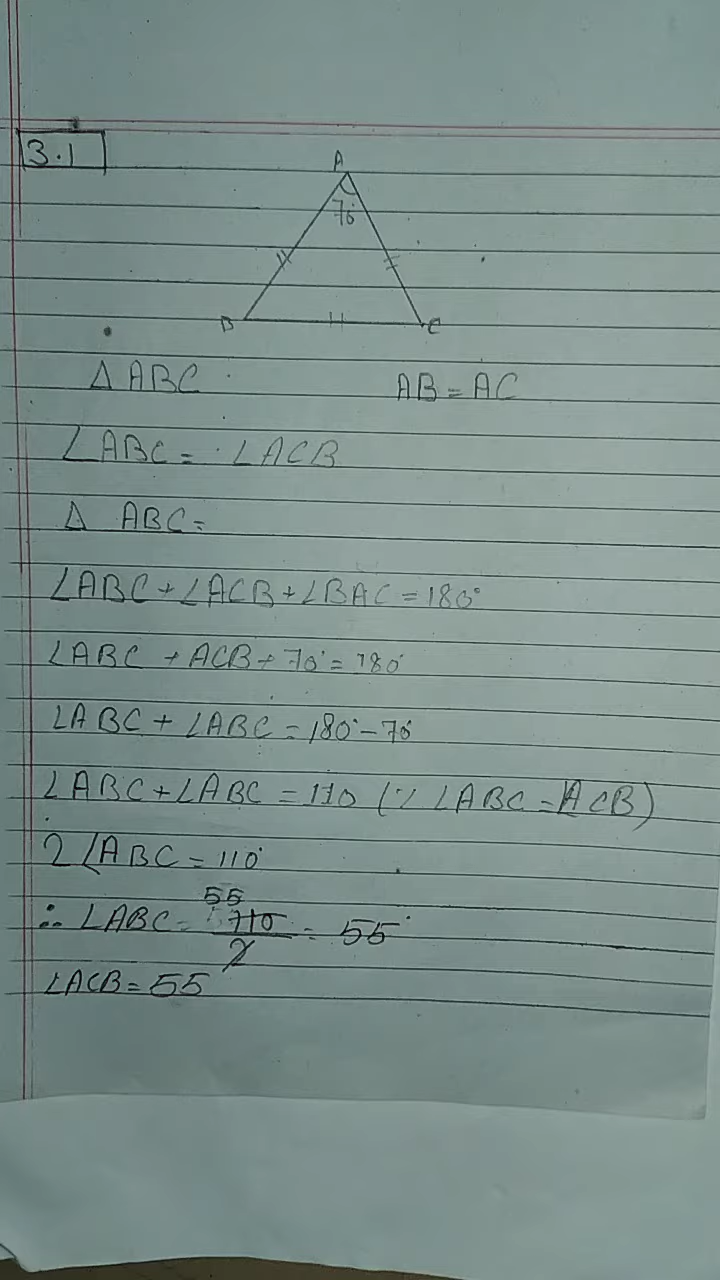 3.1
A
70°
B C
△ ABC AB = AC
∠ABC = ∠ACB
△ ABC =
∠ABC + ∠ACB + ∠BAC = 180°
∠ABC + ACB + 70° = 180°
∠ABC + ∠ABC = 180° - 70°
∠ABC + ∠ABC = 110 (∵ ∠ABC = ACB)
2 ∠ABC = 110°
55
∴ ∠ABC = 110 = 55°
2
∠ACB = 55